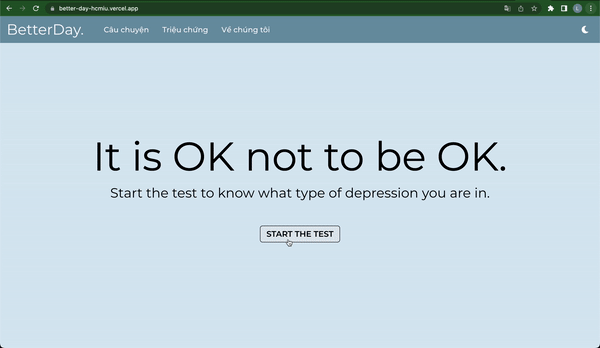 better-day-hcmiu.vercel.app
BetterDay.
Câu chuyện
Triệu chứng
Về chúng tôi
It is OK not to be OK.
Start the test to know what type of depression you are in.
START THE TEST